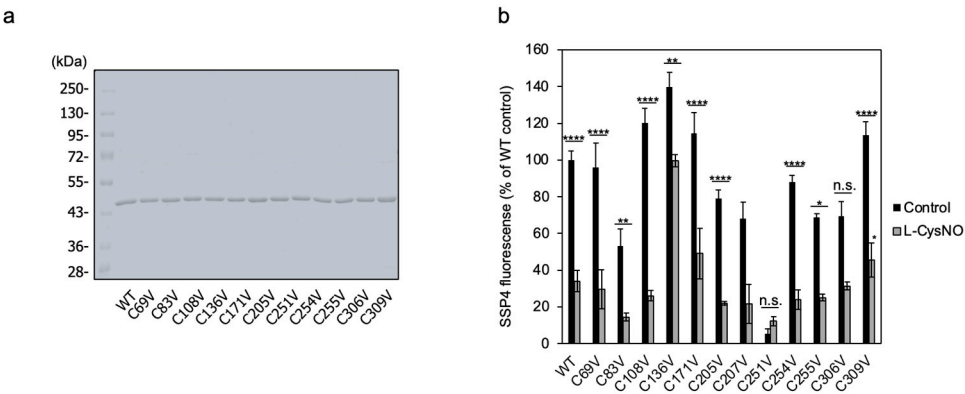 a
(kDa)
250-
130-
95-
72-
55-
43-
36-
28-
WT
C69V
C83V
C108V
C136V
C171V
C205V
C251V
C254V
C255V
C306V
C309V
b
SSP4 fluorescense (% of WT control)
160
140
120
100
80
60
40
20
0
****
****
**
****
**
****
****
n.s.
****
*
n.s.
****
*
WT
C69V
C83V
C108V
C136V
C171V
C205V
C207V
C251V
C254V
C255V
C306V
C309V
Control
L-CysNO